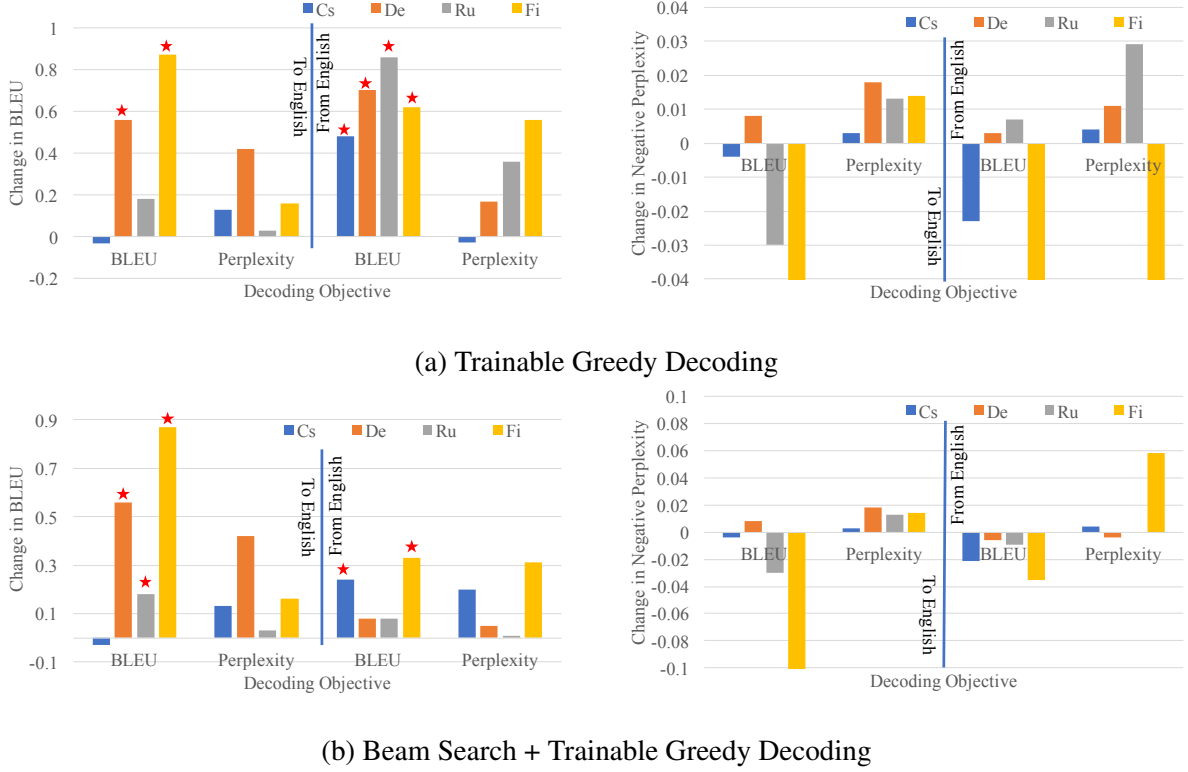 Cs De Ru Fi
1
0.8
0.6
0.4
0.2
0
-0.2
Change in BLEU
To English
From English
BLEU Perplexity BLEU Perplexity
Decoding Objective
Cs De Ru Fi
0.04
0.03
0.02
0.01
0
-0.01
-0.02
-0.03
-0.04
Change in Negative Perplexity
From English
To English
BLEU Perplexity BLEU Perplexity
Decoding Objective
(a) Trainable Greedy Decoding
Cs De Ru Fi
0.9
0.7
0.5
0.3
0.1
-0.1
Change in BLEU
To English
From English
BLEU Perplexity BLEU Perplexity
Decoding Objective
Cs De Ru Fi
0.1
0.08
0.06
0.04
0.02
0
-0.02
-0.04
-0.06
-0.08
-0.1
Change in Negative Perplexity
From English
To English
BLEU Perplexity BLEU Perplexity
Decoding Objective
(b) Beam Search + Trainable Greedy Decoding